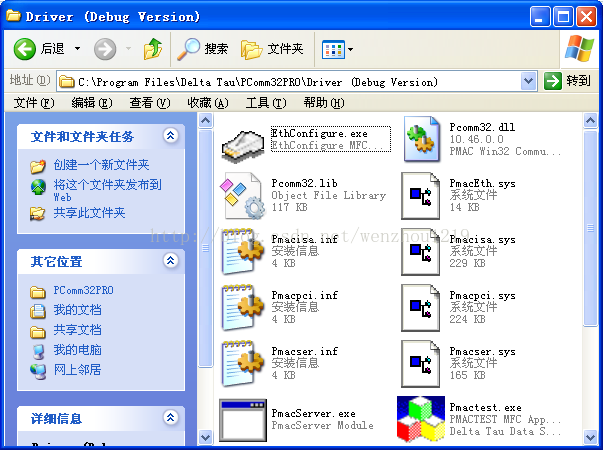 Driver (Debug Version)
后退
搜索
文件夹
地址(D)
C:\Program Files\Delta Tau\PComm32PRO\Driver (Debug Version)
转到
文件(F) 编辑(E) 查看(V) 收藏(A) 工具(T) 帮助(H)
文件和文件夹任务
创建一个新文件夹
将这个文件夹发布到
Web
共享此文件夹
其它位置
PComm32PRO
我的文档
共享文档
我的电脑
网上邻居
详细信息
EthConfigure.exe
EthConfigure MFC...
Pcomm32.dll
10.46.0.0
PMAC Win32 Commu...
Pcomm32.lib
Object File Library
117 KB
PmacEth.sys
系统文件
14 KB
http://blog.csdn.net/wenzhou1219
Pmacisa.inf
安装信息
4 KB
Pmacisa.sys
系统文件
229 KB
Pmacpci.inf
安装信息
4 KB
Pmacpci.sys
系统文件
224 KB
Pmacser.inf
安装信息
4 KB
Pmacser.sys
系统文件
165 KB
PmacServer.exe
PmacServer Module
Pmactest.exe
PMACTEST MFC App...
Delta Tau Data S...